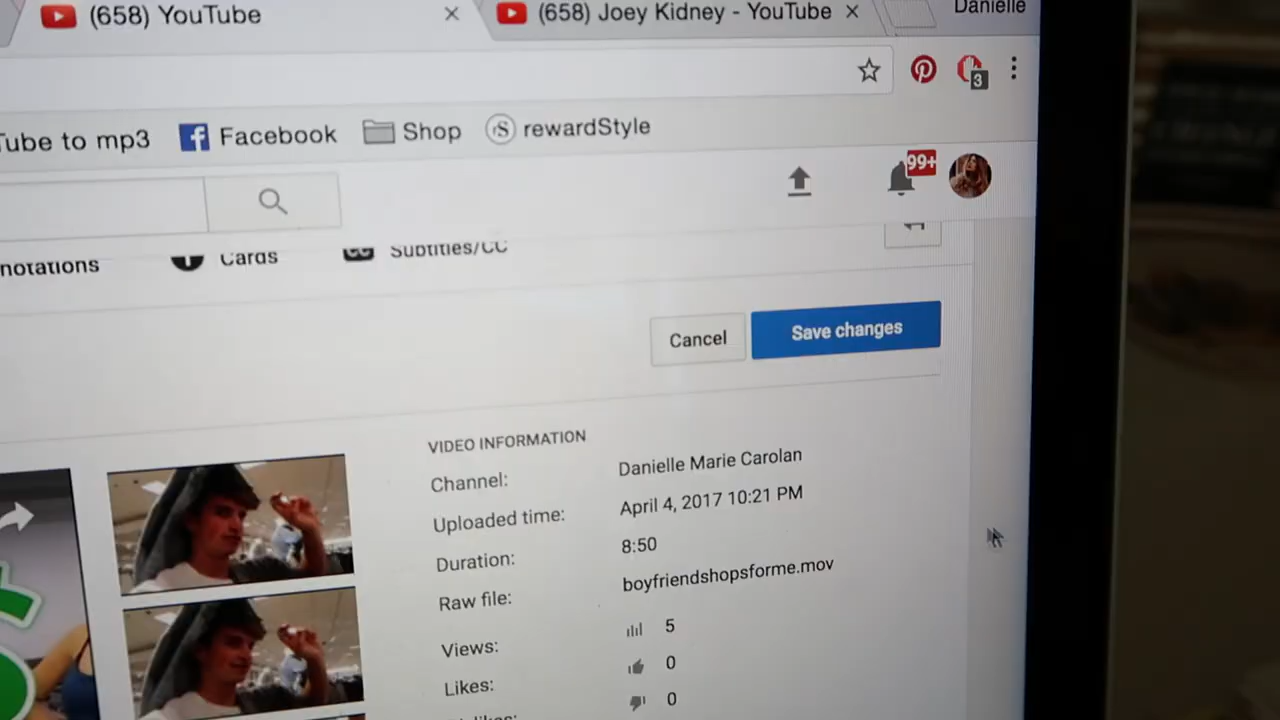 (658) YouTube
(658) Joey Kidney - YouTube
Danielle
3
Tube to mp3
Facebook
Shop
rS
rewardStyle
99+
notations
Cards
Subtitles/CC
Cancel
Save changes
VIDEO INFORMATION
Channel: Danielle Marie Carolan
Uploaded time: April 4, 2017 10:21 PM
Duration: 8:50
Raw file: boyfriendshopsforme.mov
Views: 5
Likes: 0
0